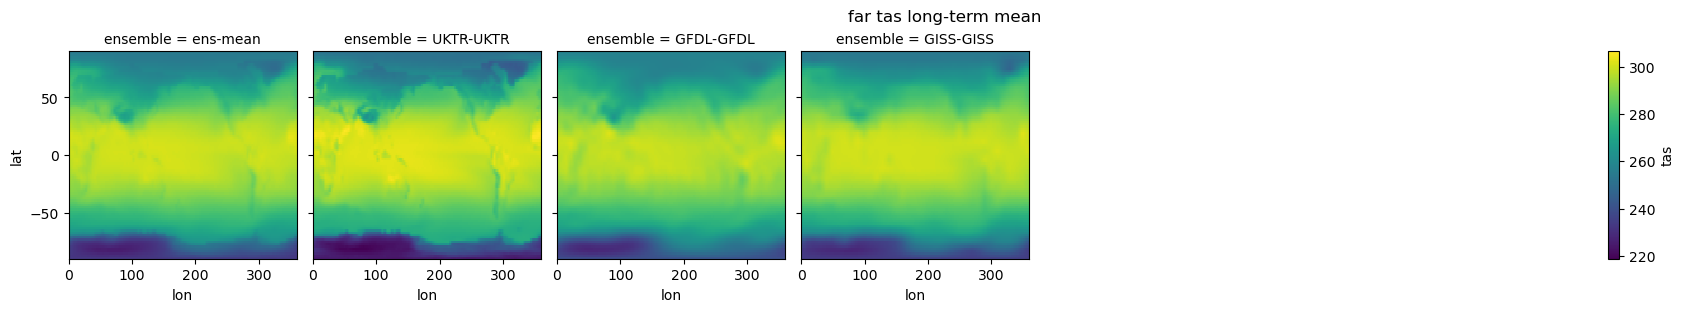 far tas long-term mean
ensemble = ens-mean
ensemble = UKTR-UKTR
ensemble = GFDL-GFDL
ensemble = GISS-GISS
lat
50
0
−50
0 100 200 300
0 100 200 300
0 100 200 300
0 100 200 300
lon
lon
lon
lon
300
280
260
240
220
tas